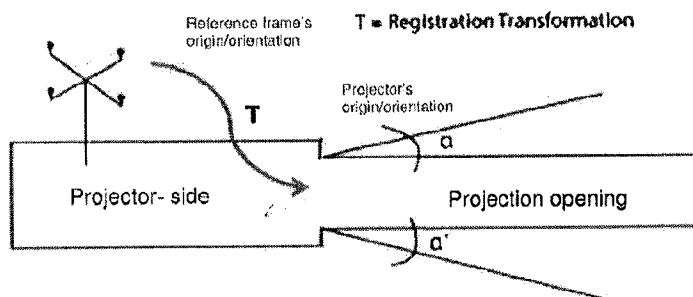 Reference frame's
origin/orientation
T = Registration Transformation
Projector's
origin/orientation
T
α
Projector- side
Projection opening
α'